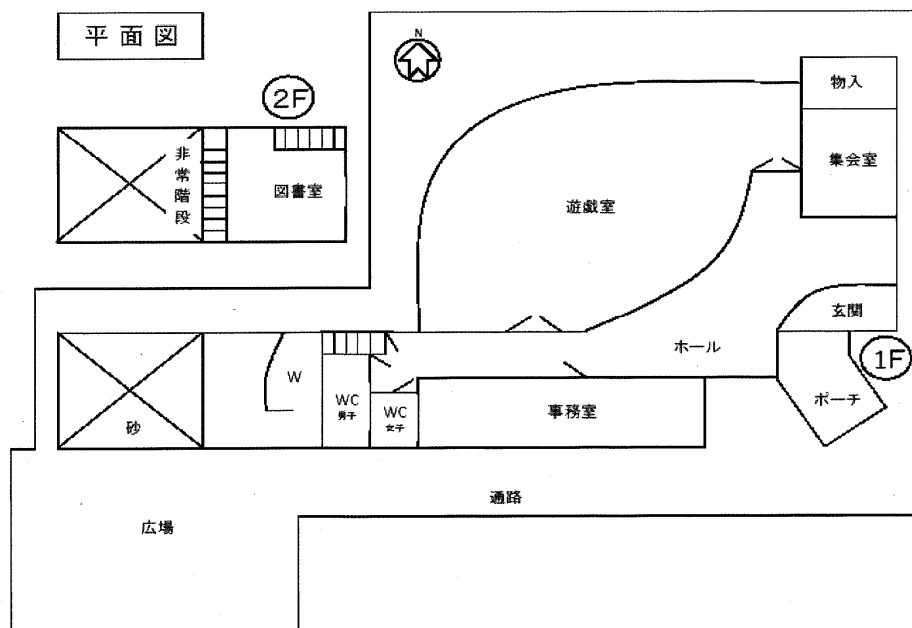 平面図
N
2F
非常階段
図書室
物入
集会室
遊戯室
玄関
ホール
1F
ポーチ
W
WC
男子
WC
女子
事務室
砂
通路
広場